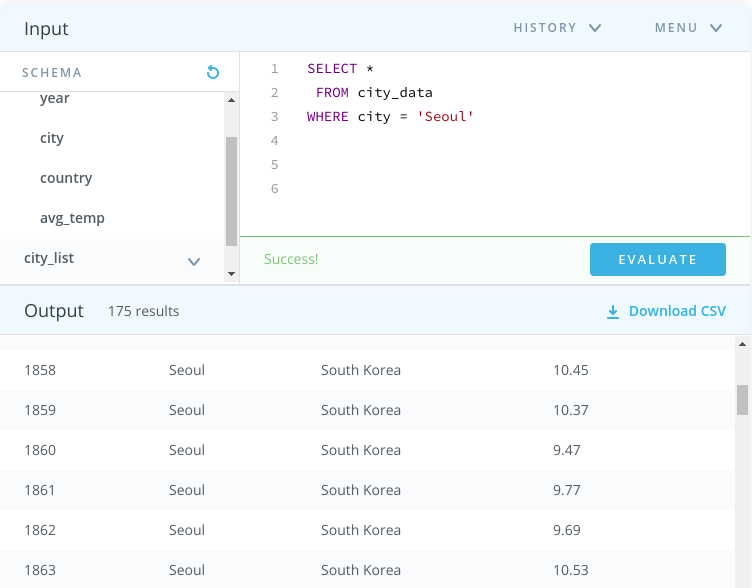 Input
HISTORY
MENU
SCHEMA
year
city
country
avg_temp
city_list
1 SELECT *
2 FROM city_data
3 WHERE city = 'Seoul'
4
5
6
Success!
EVALUATE
Output 175 results
Download CSV
1858 Seoul South Korea 10.45
1859 Seoul South Korea 10.37
1860 Seoul South Korea 9.47
1861 Seoul South Korea 9.77
1862 Seoul South Korea 9.69
1863 Seoul South Korea 10.53